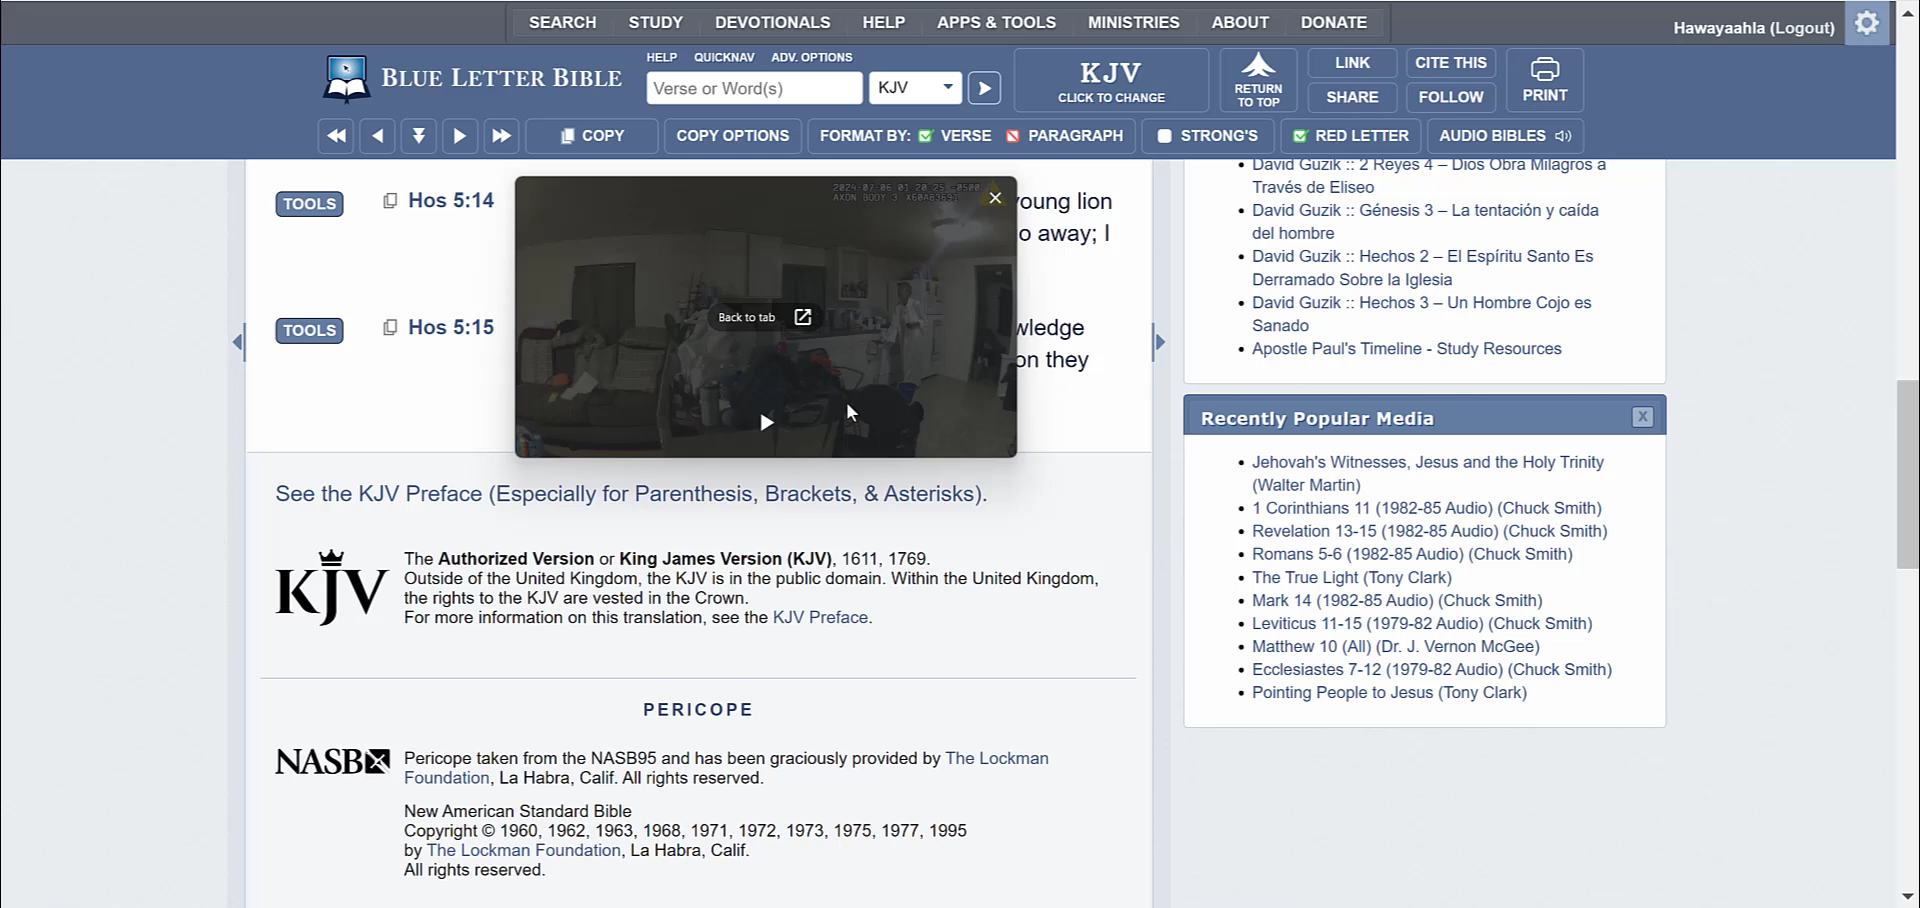 SEARCH STUDY DEVOTIONALS HELP APPS & TOOLS MINISTRIES ABOUT DONATE
Hawayaahla (Logout)
BLUE LETTER BIBLE
HELP QUICKNAV ADV. OPTIONS
Verse or Word(s)
KJV
KJV
CLICK TO CHANGE
RETURN
TO TOP
LINK
CITE THIS
SHARE
FOLLOW
PRINT
COPY
COPY OPTIONS
FORMAT BY: VERSE PARAGRAPH
STRONG'S
RED LETTER
AUDIO BIBLES
TOOLS
Hos 5:14
young lion
o away; I
TOOLS
Hos 5:15
wledge
on they
2024-07-06 01:20:25 -0500
AXON BODY 3
Back to tab
See the KJV Preface (Especially for Parenthesis, Brackets, & Asterisks).
KJV
The Authorized Version or King James Version (KJV), 1611, 1769.
Outside of the United Kingdom, the KJV is in the public domain. Within the United Kingdom,
the rights to the KJV are vested in the Crown.
For more information on this translation, see the KJV Preface.
PERICOPE
NASB
Pericope taken from the NASB95 and has been graciously provided by The Lockman
Foundation, La Habra, Calif. All rights reserved.
New American Standard Bible
Copyright © 1960, 1962, 1963, 1968, 1971, 1972, 1973, 1975, 1977, 1995
by The Lockman Foundation, La Habra, Calif.
All rights reserved.
David Guzik :: 2 Reyes 4 – Dios Obra Milagros a
Través de Eliseo
David Guzik :: Génesis 3 – La tentación y caída
del hombre
David Guzik :: Hechos 2 – El Espíritu Santo Es
Derramado Sobre la Iglesia
David Guzik :: Hechos 3 – Un Hombre Cojo es
Sanado
Apostle Paul's Timeline - Study Resources
Recently Popular Media
X
Jehovah's Witnesses, Jesus and the Holy Trinity
(Walter Martin)
1 Corinthians 11 (1982-85 Audio) (Chuck Smith)
Revelation 13-15 (1982-85 Audio) (Chuck Smith)
Romans 5-6 (1982-85 Audio) (Chuck Smith)
The True Light (Tony Clark)
Mark 14 (1982-85 Audio) (Chuck Smith)
Leviticus 11-15 (1979-82 Audio) (Chuck Smith)
Matthew 10 (All) (Dr. J. Vernon McGee)
Ecclesiastes 7-12 (1979-82 Audio) (Chuck Smith)
Pointing People to Jesus (Tony Clark)